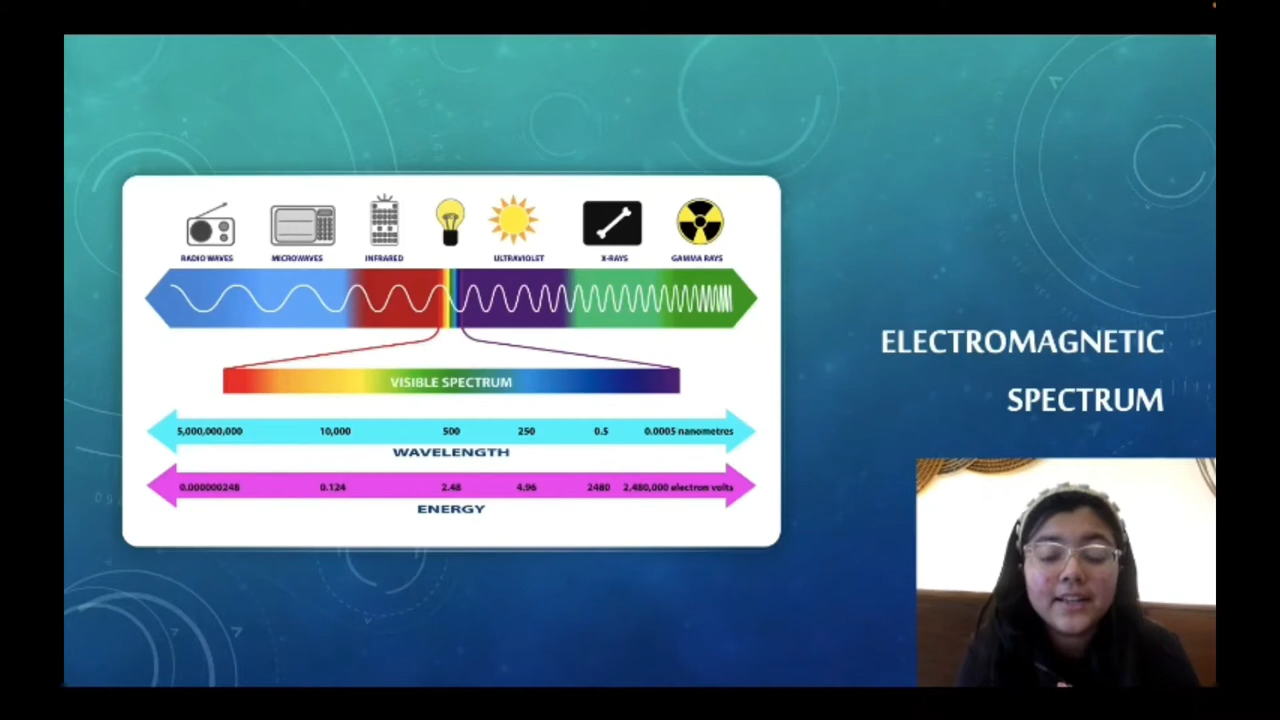 RADIO WAVES MICROWAVES INFRARED ULTRAVIOLET X-RAYS GAMMA RAYS
VISIBLE SPECTRUM
5,000,000,000 10,000 500 250 0.5 0.0005 nanometres
WAVELENGTH
0.000000248 0.124 2.48 4.96 2480 2,480,000 electron volts
ENERGY
ELECTROMAGNETIC
SPECTRUM